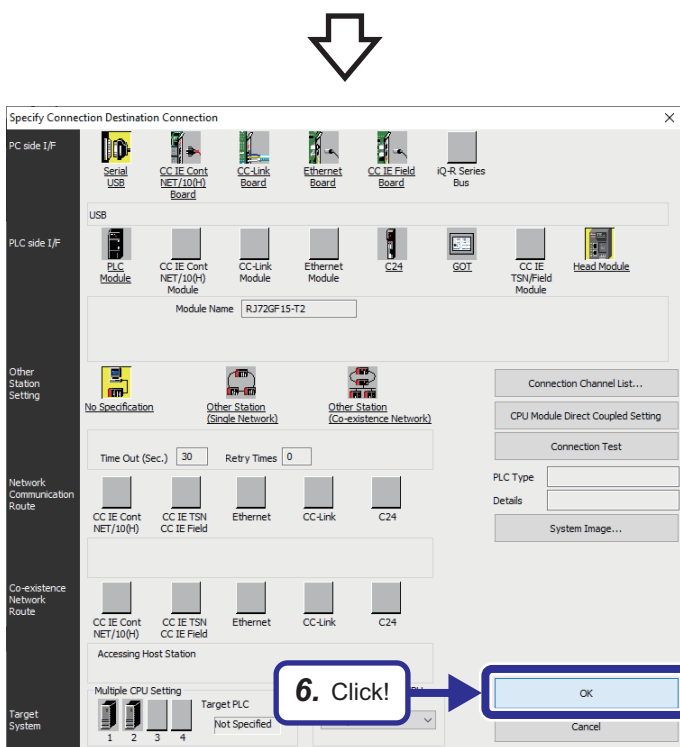 Specify Connection Destination Connection
PC side I/F
Serial
USB
CC IE Cont
NET/10(H)
Board
CC-Link
Board
Ethernet
Board
CC IE Field
Board
iQ-R Series
Bus
USB
PLC side I/F
PLC
Module
CC IE Cont
NET/10(H)
Module
CC-Link
Module
Ethernet
Module
C24
GOT
CC IE
TSN/Field
Module
Head Module
Module Name RJ72GF15-T2
Other
Station
Setting
No Specification
Other Station
(Single Network)
Other Station
(Co-existence Network)
Time Out (Sec.) 30 Retry Times 0
Connection Channel List...
CPU Module Direct Coupled Setting
Connection Test
PLC Type
Details
System Image...
Network
Communication
Route
CC IE Cont
NET/10(H)
CC IE TSN
CC IE Field
Ethernet
CC-Link
C24
Co-existence
Network
Route
CC IE Cont
NET/10(H)
CC IE TSN
CC IE Field
Ethernet
CC-Link
C24
Accessing Host Station
Target
System
Multiple CPU Setting
1 2 3 4
Target PLC
Not Specified
6. Click!
OK
Cancel